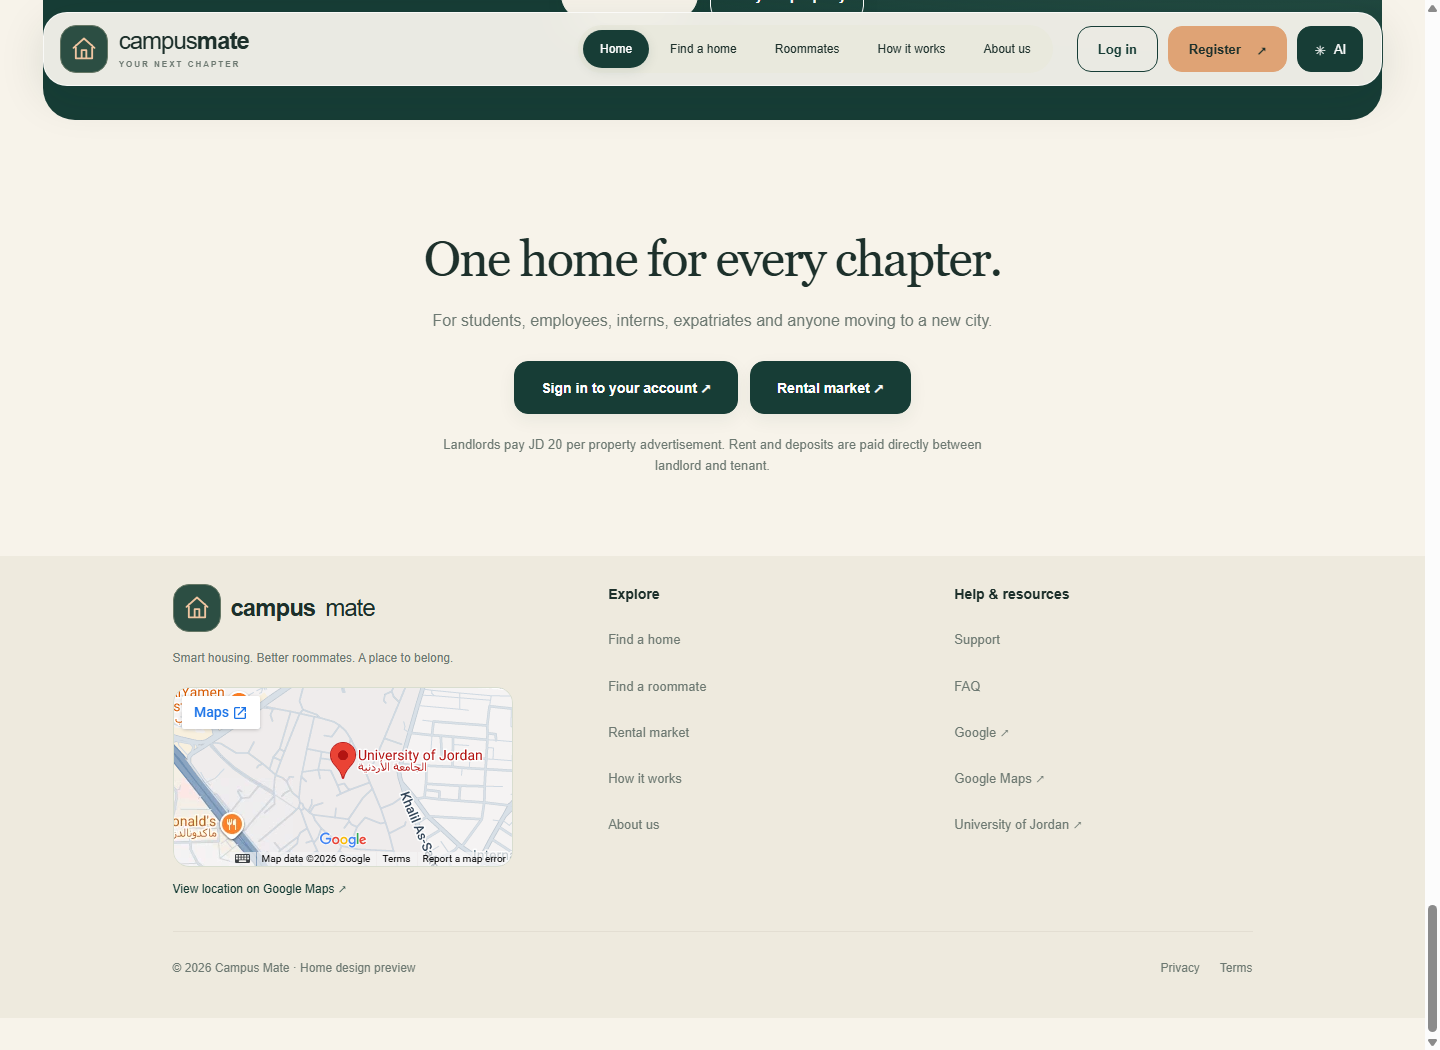 campusmate
YOUR NEXT CHAPTER
Home
Find a home
Roommates
How it works
About us
Log in
Register ↗
✳ AI
One home for every chapter.
For students, employees, interns, expatriates and anyone moving to a new city.
Sign in to your account ↗
Rental market ↗
Landlords pay JD 20 per property advertisement. Rent and deposits are paid directly between
landlord and tenant.
campus mate
Smart housing. Better roommates. A place to belong.
Maps
University of Jordan
الجامعة الأردنية
onald's
ماكدونالدز
Khalil As-S
Google
Map data ©2026 Google
Terms
Report a map error
View location on Google Maps ↗
Explore
Find a home
Find a roommate
Rental market
How it works
About us
Help & resources
Support
FAQ
Google ↗
Google Maps ↗
University of Jordan ↗
© 2026 Campus Mate · Home design preview
Privacy
Terms